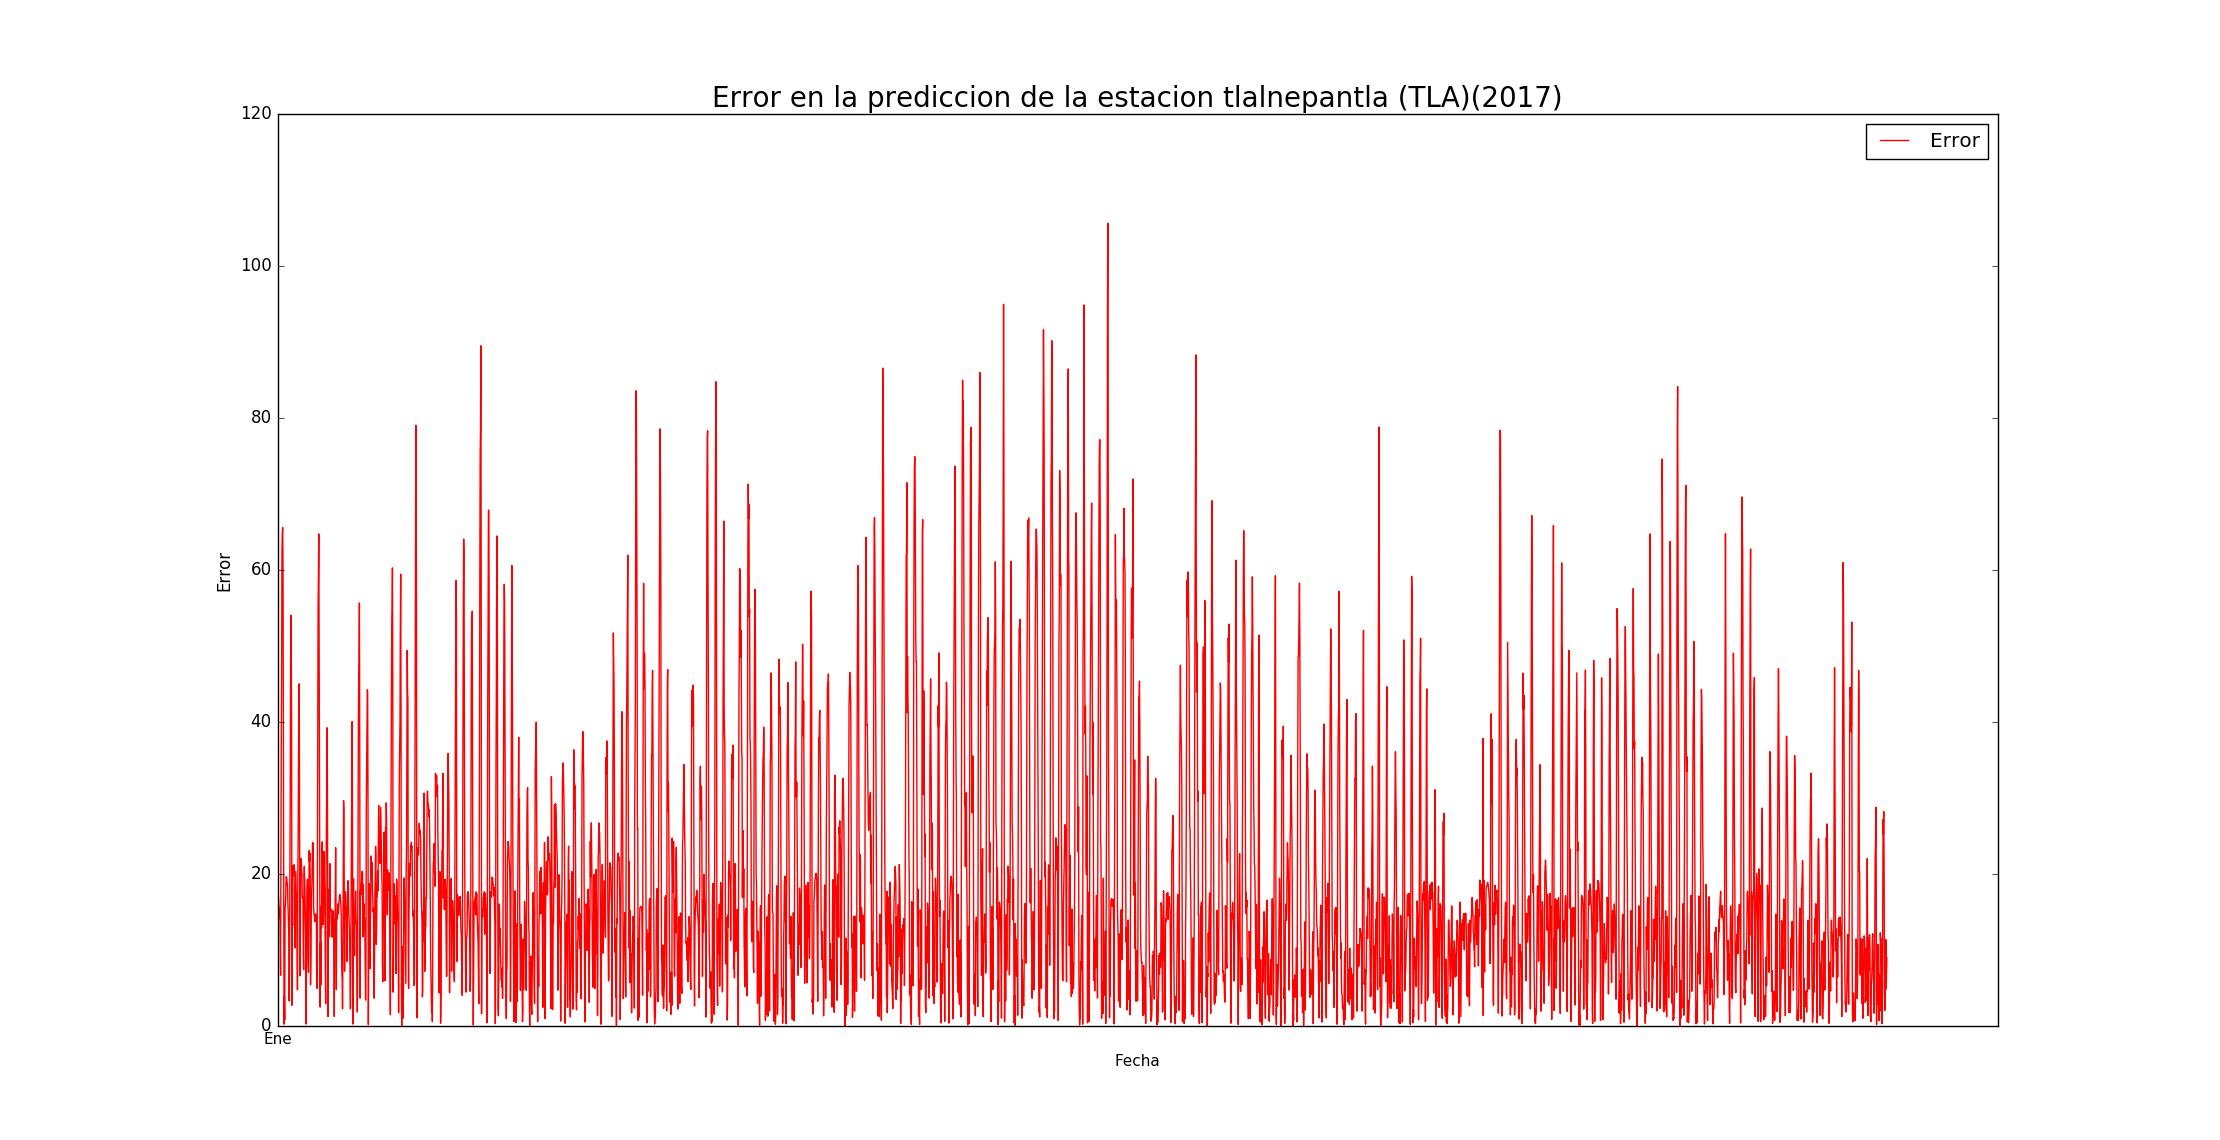 Error en la prediccion de la estacion tlalnepantla (TLA)(2017)
120
Error
100
80
60
Error
40
20
0
Ene
Fecha